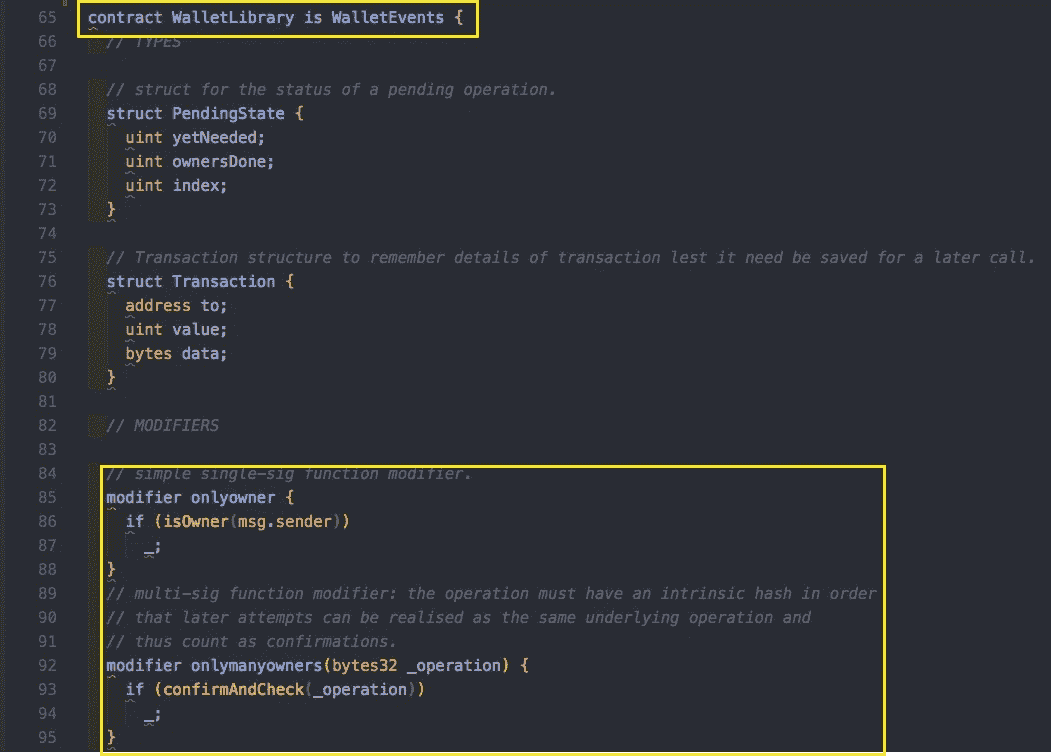 65 contract WalletLibrary is WalletEvents {
66 // TYPES
67
68 // struct for the status of a pending operation.
69 struct PendingState {
70 uint yetNeeded;
71 uint ownersDone;
72 uint index;
73 }
74
75 // Transaction structure to remember details of transaction lest it need be saved for a later call.
76 struct Transaction {
77 address to;
78 uint value;
79 bytes data;
80 }
81
82 // MODIFIERS
83
84 // simple single-sig function modifier.
85 modifier onlyowner {
86 if (isOwner(msg.sender))
87 _;
88 }
89 // multi-sig function modifier: the operation must have an intrinsic hash in order
90 // that later attempts can be realised as the same underlying operation and
91 // thus count as confirmations.
92 modifier onlymanyowners(bytes32 _operation) {
93 if (confirmAndCheck(_operation))
94 _;
95 }